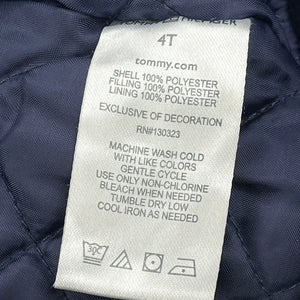 TOMMY HILFIGER
4T
tommy.com
SHELL 100% POLYESTER
FILLING 100% POLYESTER
LINING 100% POLYESTER
EXCLUSIVE OF DECORATION
RN#130323
MACHINE WASH COLD
WITH LIKE COLORS
GENTLE CYCLE
USE ONLY NON-CHLORINE
BLEACH WHEN NEEDED
TUMBLE DRY LOW
COOL IRON AS NEEDED